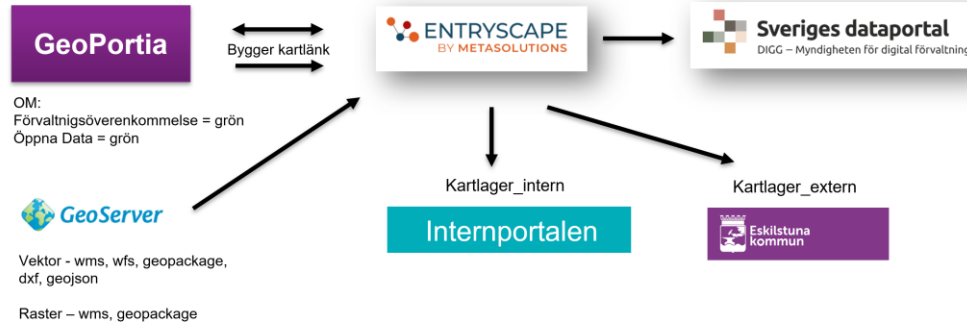 GeoPortia
Bygger kartlänk
ENTRYSCAPE
BY METASOLUTIONS
Sveriges dataportal
DIGG – Myndigheten för digital förvaltning
OM:
Förvaltnigsöverenkommelse = grön
Öppna Data = grön
GeoServer
Vektor - wms, wfs, geopackage,
dxf, geojson
Raster – wms, geopackage
Kartlager_intern
Internportalen
Kartlager_extern
Eskilstuna
kommun